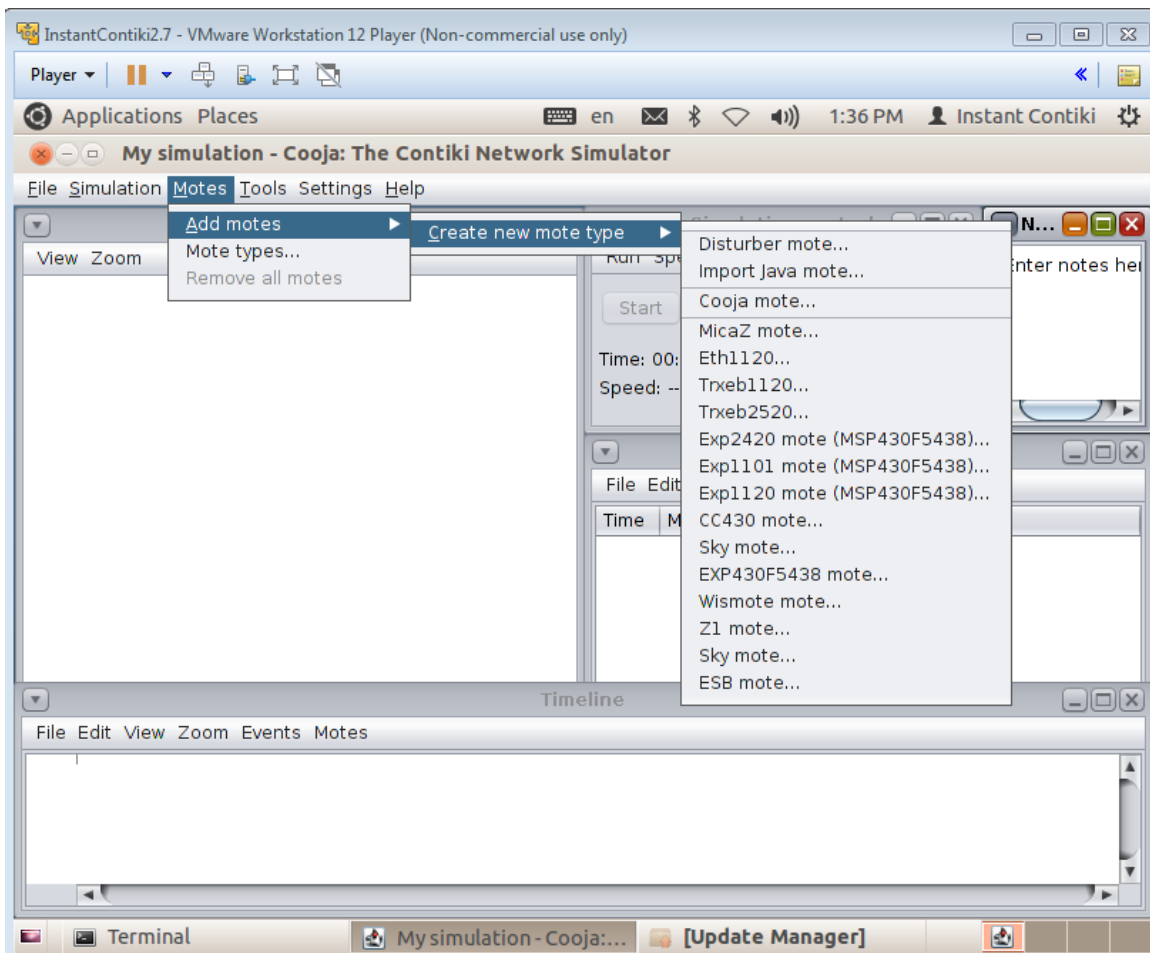 InstantContiki2.7 - VMware Workstation 12 Player (Non-commercial use only)
Player
Applications Places en 1:36 PM Instant Contiki
My simulation - Cooja: The Contiki Network Simulator
File Simulation Motes Tools Settings Help
Add motes
Mote types...
Remove all motes
Create new mote type
Disturber mote...
Import Java mote...
Cooja mote...
MicaZ mote...
Eth1120...
Trxeb1120...
Trxeb2520...
Exp2420 mote (MSP430F5438)...
Exp1101 mote (MSP430F5438)...
Exp1120 mote (MSP430F5438)...
CC430 mote...
Sky mote...
EXP430F5438 mote...
Wismote mote...
Z1 mote...
Sky mote...
ESB mote...
View Zoom
Run
Start
Time: 00:
Speed: --
N...
Enter notes
File Edit
Time
Timeline
File Edit View Zoom Events Motes
Terminal My simulation - Cooja:... [Update Manager]